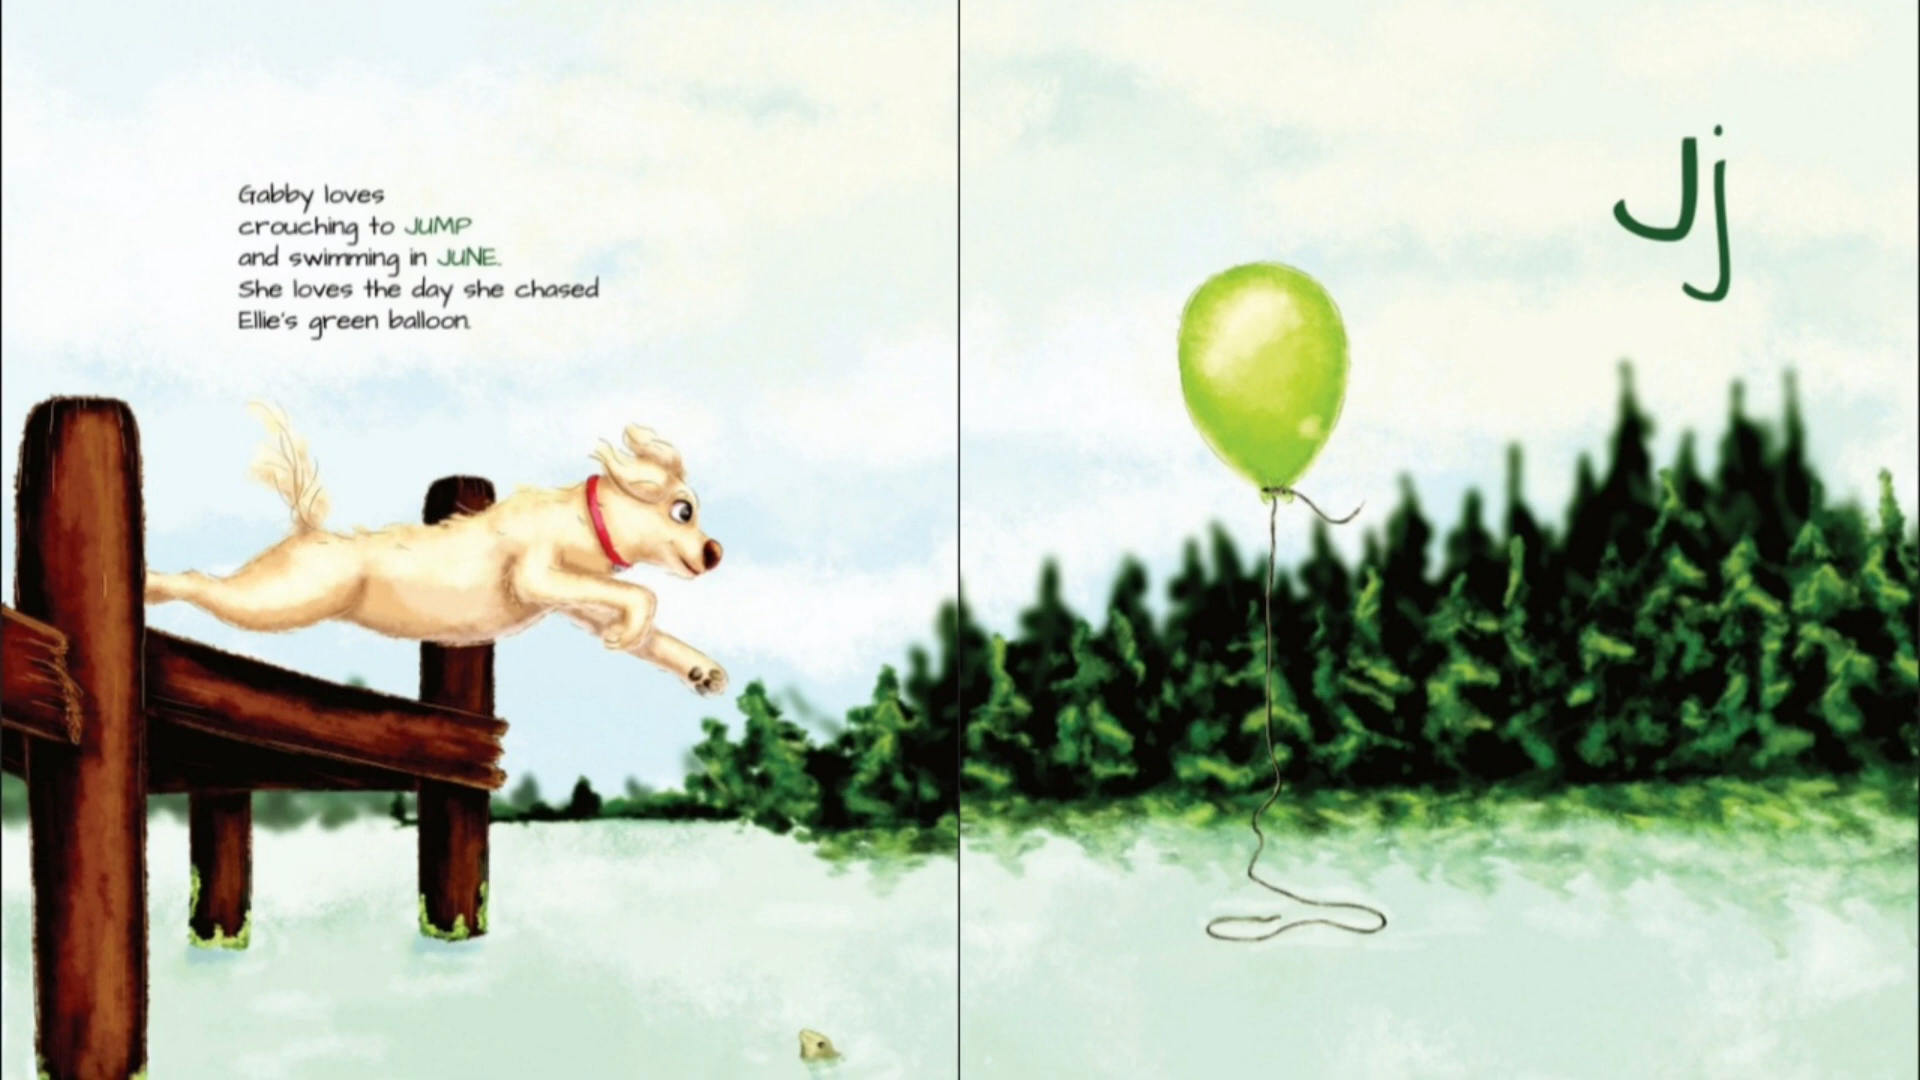 Gabby loves
crouching to JUMP
and swimming in JUNE.
She loves the day she chased
Ellie's green balloon.
Jj